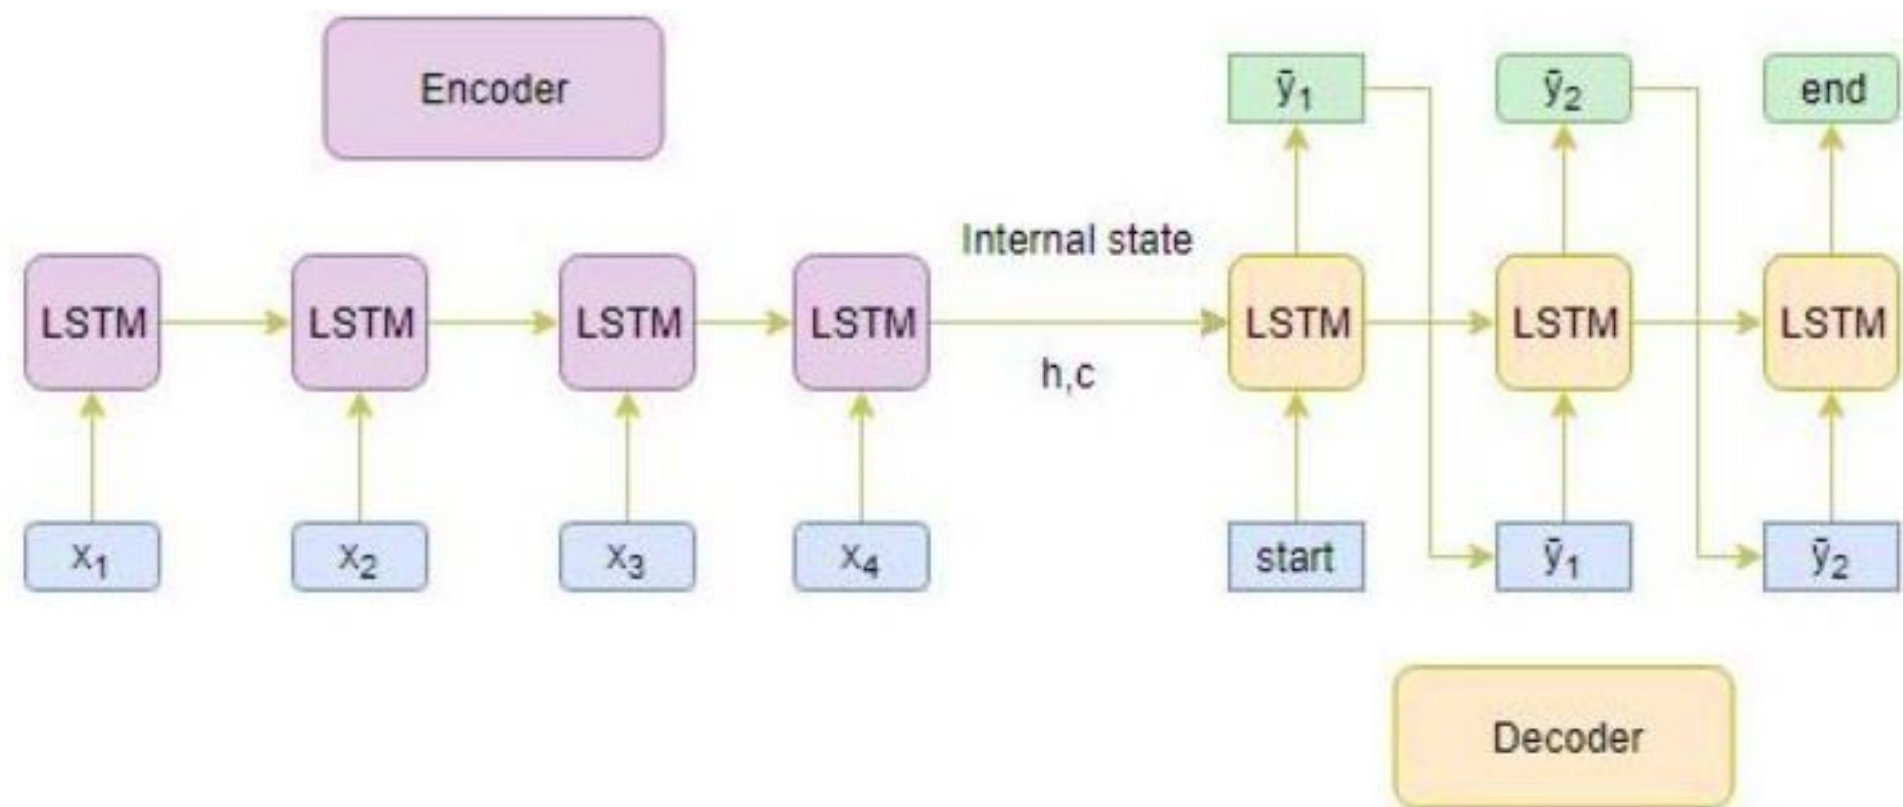 Encoder
ȳ₁ ȳ₂ end
Internal state
LSTM LSTM LSTM LSTM LSTM LSTM LSTM
h,c
x₁ x₂ x₃ x₄ start ȳ₁ ȳ₂
Decoder